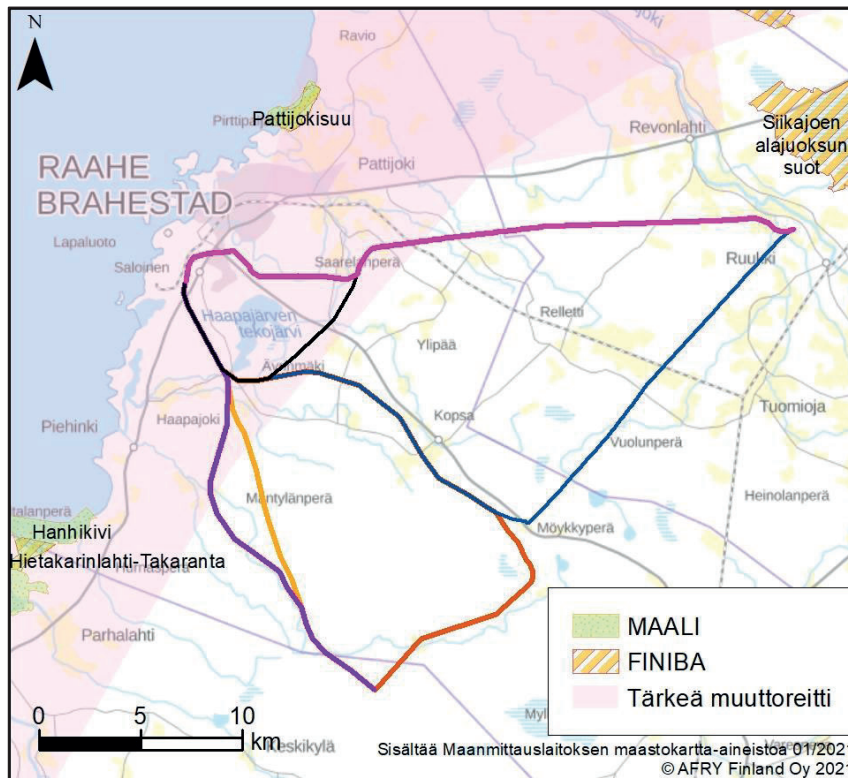 N
Ravio
joki
Pirttipa
Pattijokisuu
Revonlahti
Siikajoen
alajuoksun
suot
Pattijoki
RAAHE
BRAHESTAD
Lapaluoto
Saloinen
Saarelanperä
Ruukki
Haapajärven
tekojärvi
Relletti
Ylipää
Piehinki
Haapajoki
Kopsa
Tuomioja
Vuolunperä
Mäntylänperä
Heinolanperä
talanperä
Möykkyperä
Hanhikivi
Hietakarinlahti-Takaranta
Parhalahti
MAALI
FINIBA
Tärkeä muuttoreitti
0 5 10
km
Sisältää Maanmittauslaitoksen maastokartta-aineistoa 01/2021
© AFRY Finland Oy 2021